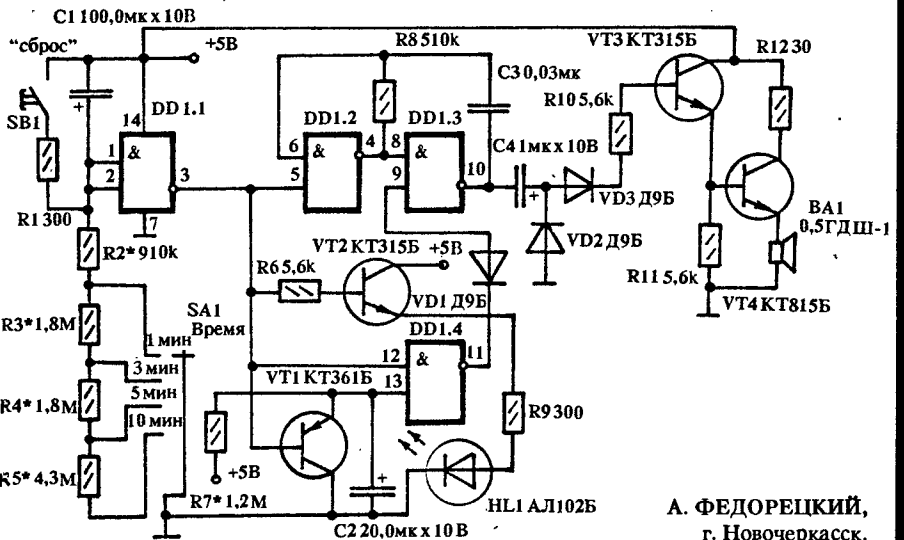 C1 100,0мк х 10В
"сброс"
+5В
R8 510k
VT3 КТ315Б
R12 30
SB1
DD1.1
DD1.2
DD1.3
C3 0,03мк
R10 5,6k
14
&
1
2
3
7
6
&
5
4
8
&
9
10
C4 1мк х 10В
R1 300
R2* 910k
VT2 КТ315Б
+5В
VD3 Д9Б
VD2 Д9Б
ВА1
0,5ГДШ-1
R6 5,6k
R11 5,6k
VT4 КТ815Б
VD1 Д9Б
R3* 1,8М
SA1
Время
DD1.4
1 мин
3 мин
5 мин
10 мин
12
&
13
11
VT1 КТ361Б
R4* 1,8М
R9 300
R5* 4,3М
+5В
R7* 1,2М
HL1 АЛ102Б
C2 20,0мк х 10В
А. ФЕДОРЕЦКИЙ,
г. Новочеркасск.